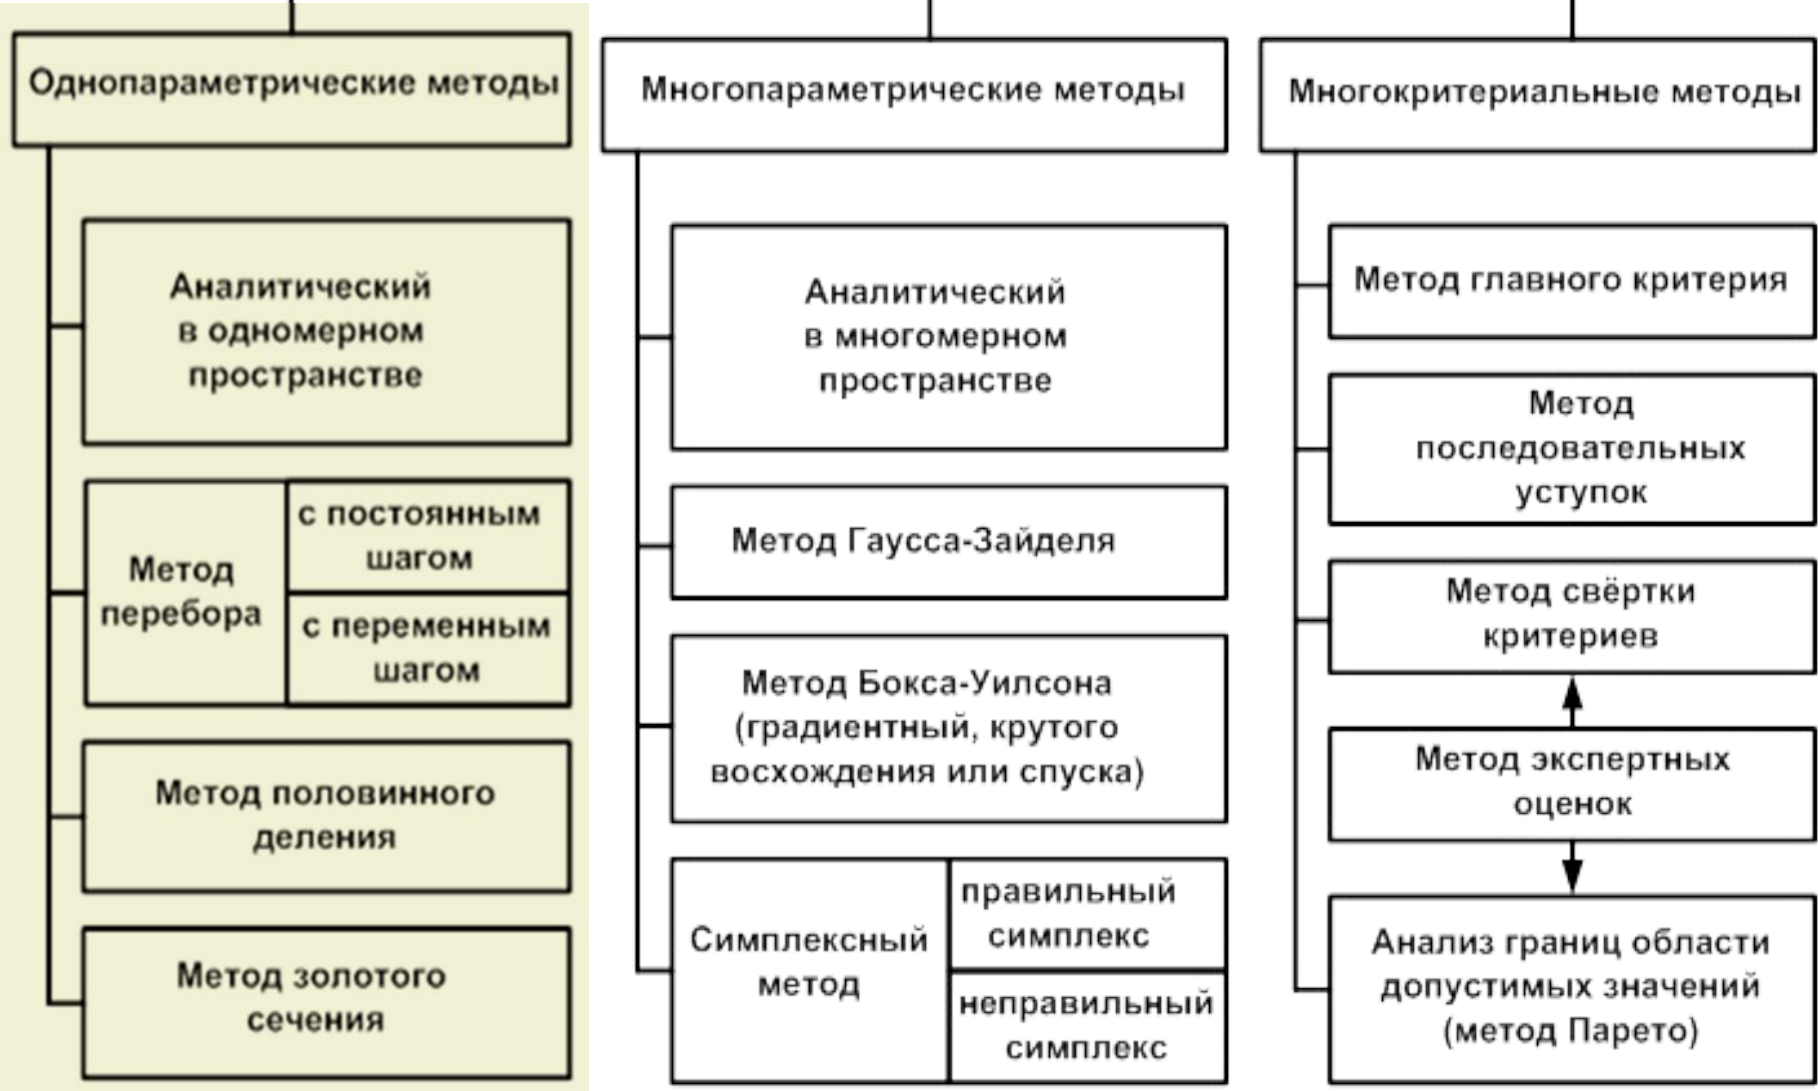 Однопараметрические методы
Аналитический
в одномерном
пространстве
Метод
перебора
с постоянным
шагом
с переменным
шагом
Метод половинного
деления
Метод золотого
сечения
Многопараметрические методы
Аналитический
в многомерном
пространстве
Метод Гаусса-Зайделя
Метод Бокса-Уилсона
(градиентный, крутого
восхождения или спуска)
Симплексный
метод
правильный
симплекс
неправильный
симплекс
Многокритериальные методы
Метод главного критерия
Метод
последовательных
уступок
Метод свёртки
критериев
Метод экспертных
оценок
Анализ границ области
допустимых значений
(метод Парето)